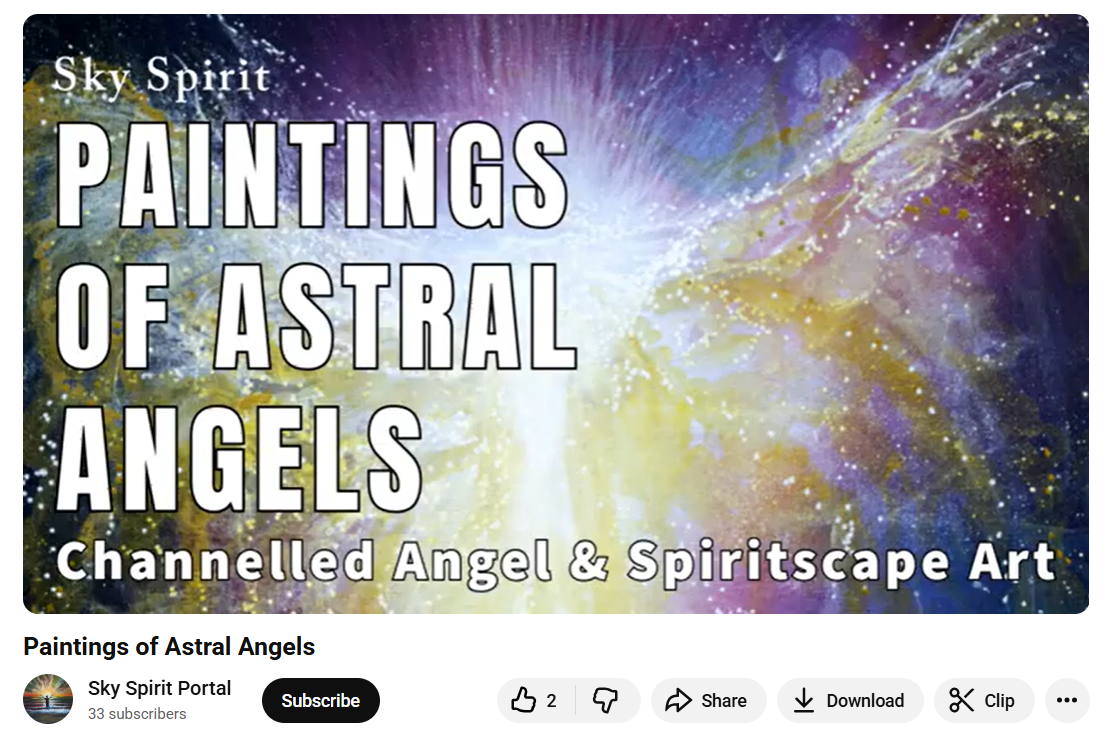 Sky Spirit
PAINTINGS
OF ASTRAL
ANGELS
Channelled Angel & Spiritscape Art
Paintings of Astral Angels
Sky Spirit Portal
33 subscribers
Subscribe
2
Share
Download
Clip